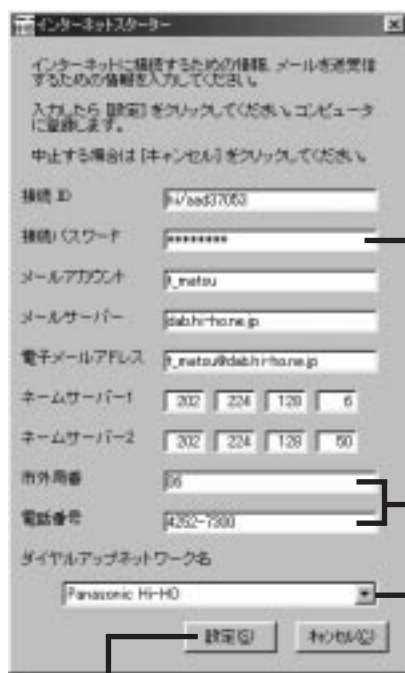 インターネットスターター
インターネットに接続するための情報、メールを送受信
するための情報を入力してください。
入力したら [設定] をクリックしてください。コンピュータ
に登録します。
中止する場合は [キャンセル] をクリックしてください。
接続 ID hi/aad37053
接続パスワード ********
メールアカウント t_matsu
メールサーバー dab.hi-ho.ne.jp
電子メールアドレス t_matsu@dab.hi-ho.ne.jp
ネームサーバー1 202 224 128 6
ネームサーバー2 202 224 128 50
市外局番 06
電話番号 4252-7300
ダイヤルアップネットワーク名
Panasonic Hi-HO
設定(S) キャンセル(C)